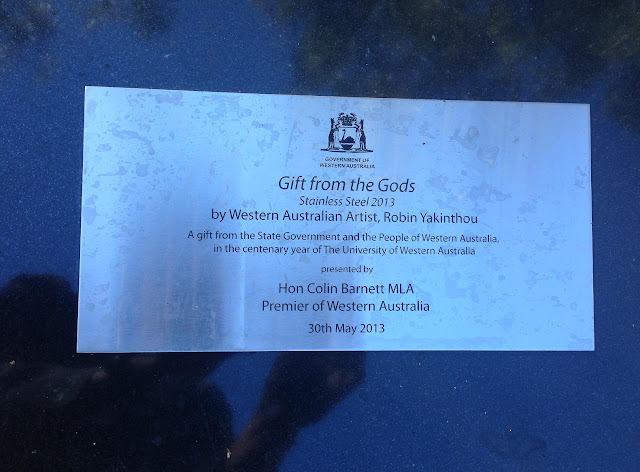 GOVERNMENT OF
WESTERN AUSTRALIA
Gift from the Gods
Stainless Steel 2013
by Western Australian Artist, Robin Yakinthou
A gift from the State Government and the People of Western Australia,
in the centenary year of The University of Western Australia
presented by
Hon Colin Barnett MLA
Premier of Western Australia
30th May 2013